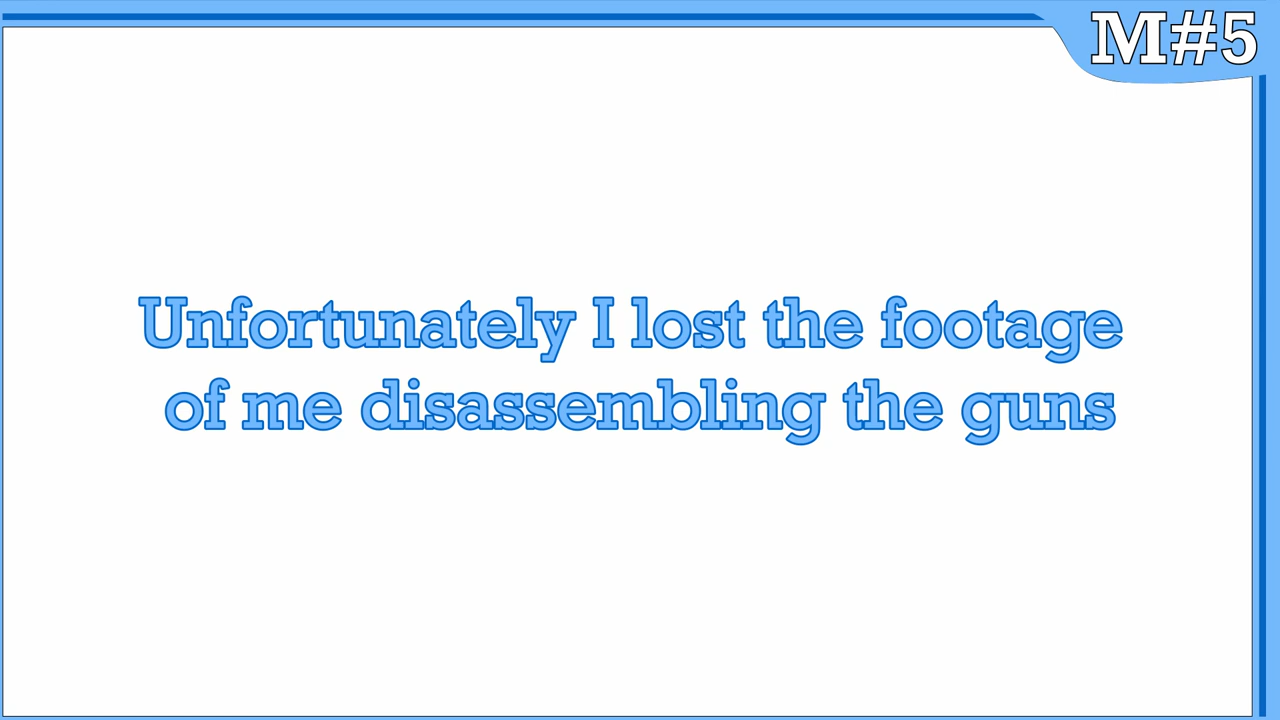 M#5
Unfortunately I lost the footage
of me disassembling the guns